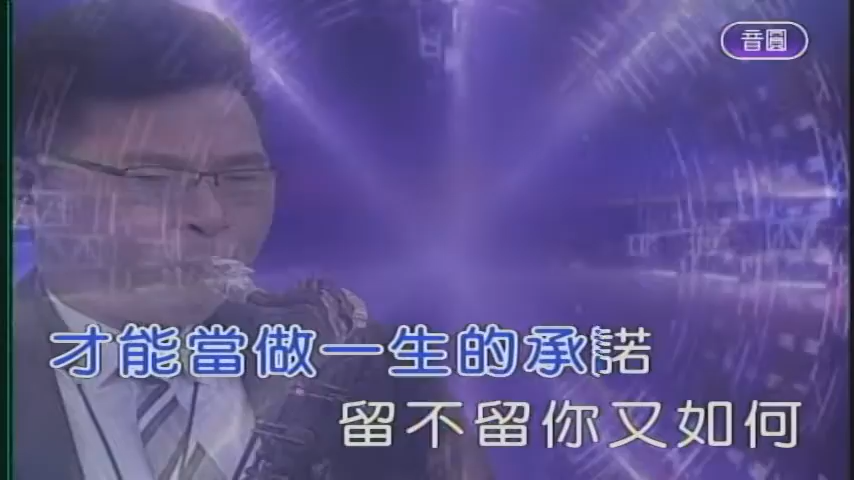 音圓
才能當做一生的承諾
留不留你又如何